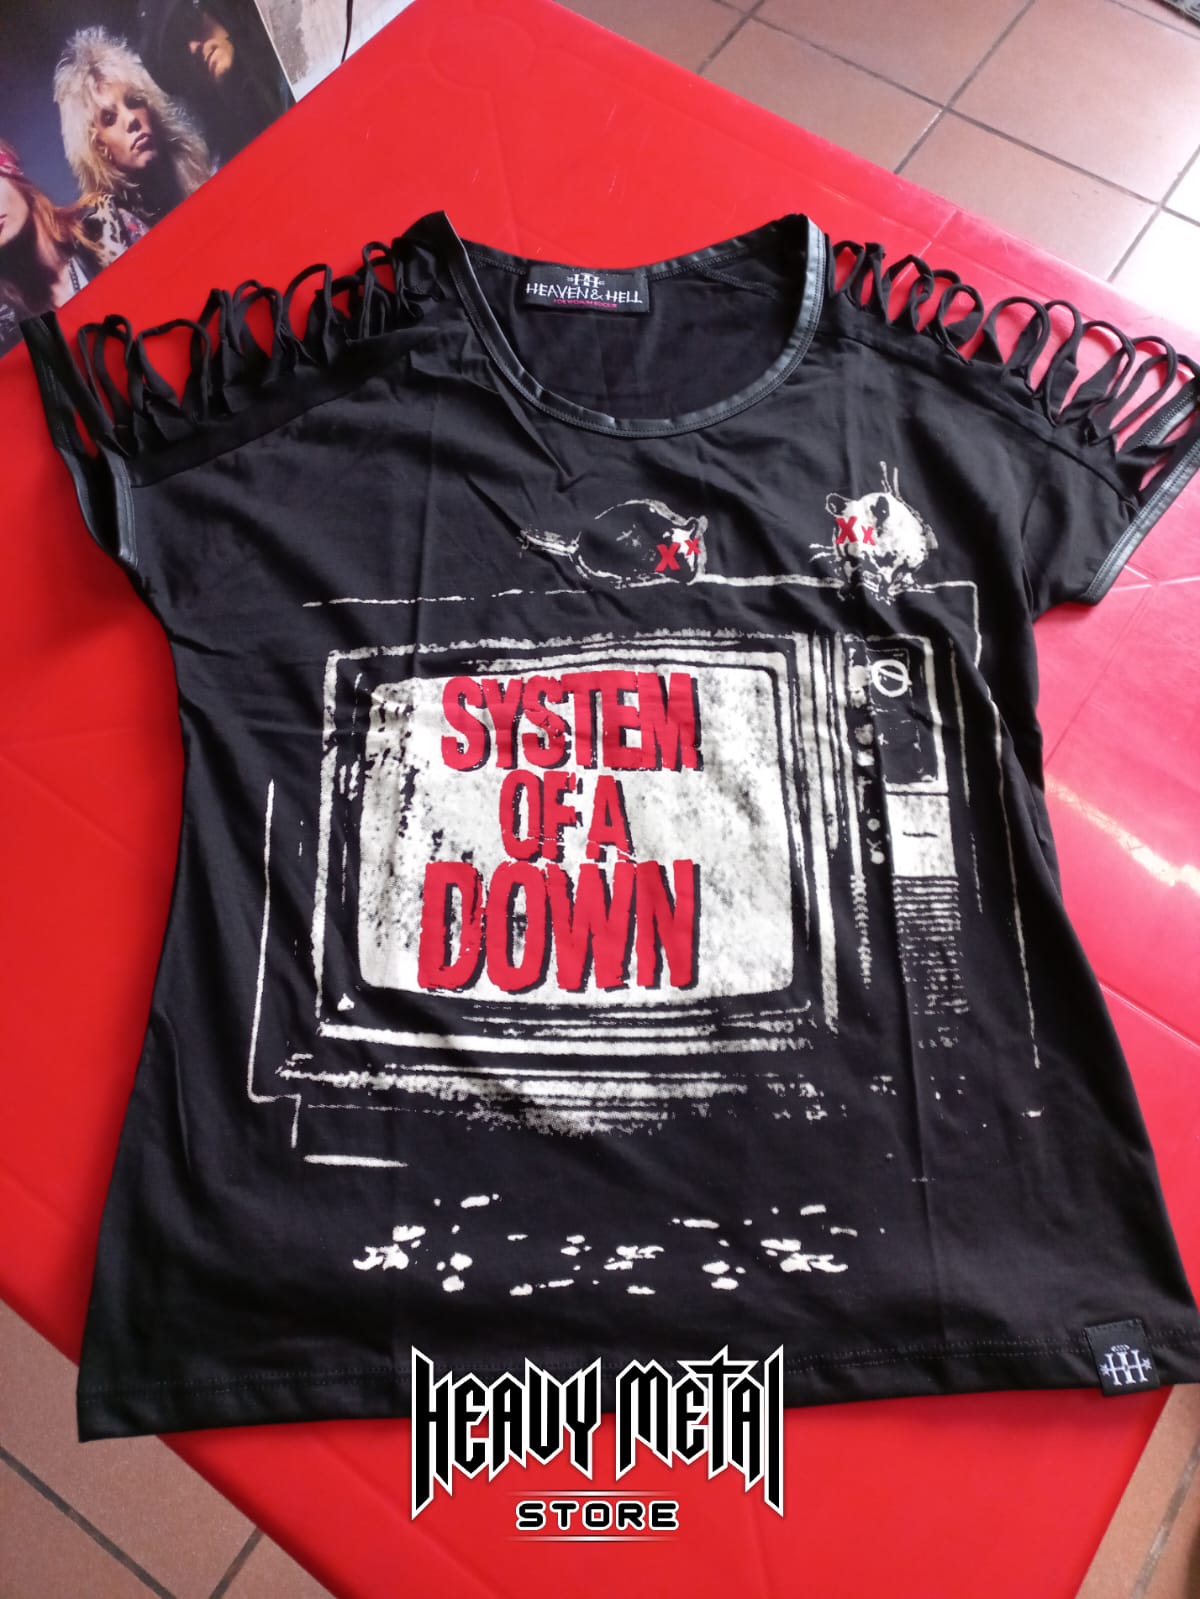 HEAVEN & HELL
X X
X X
SYSTEM
OF A
DOWN
HEAVY METAL
STORE